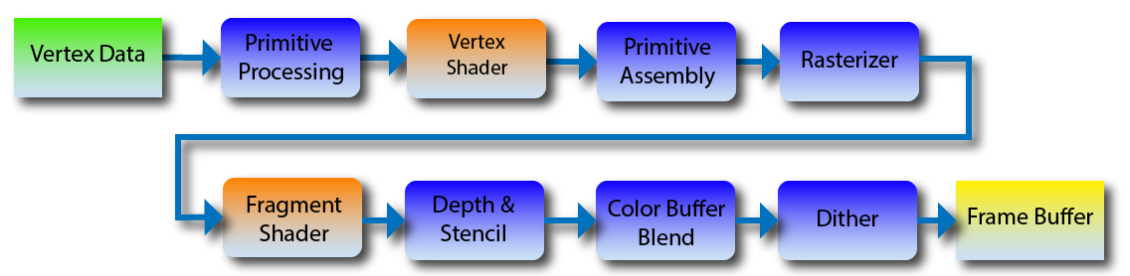 Vertex Data
Primitive
Processing
Vertex
Shader
Primitive
Assembly
Rasterizer
Fragment
Shader
Depth &
Stencil
Color Buffer
Blend
Dither
Frame Buffer